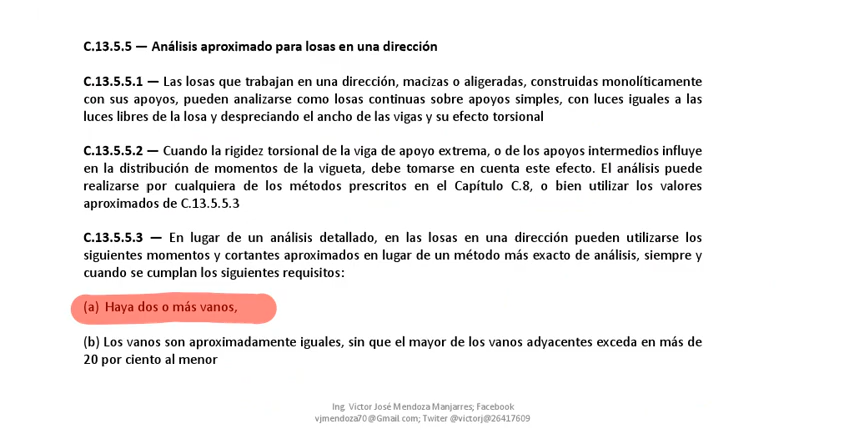 C.13.5.5 — Análisis aproximado para losas en una dirección
C.13.5.5.1 — Las losas que trabajan en una dirección, macizas o aligeradas, construidas monolíticamente
con sus apoyos, pueden analizarse como losas continuas sobre apoyos simples, con luces iguales a las
luces libres de la losa y despreciando el ancho de las vigas y su efecto torsional
C.13.5.5.2 — Cuando la rigidez torsional de la viga de apoyo extrema, o de los apoyos intermedios influye
en la distribución de momentos de la vigueta, debe tomarse en cuenta este efecto. El análisis puede
realizarse por cualquiera de los métodos prescritos en el Capítulo C.8, o bien utilizar los valores
aproximados de C.13.5.5.3
C.13.5.5.3 — En lugar de un análisis detallado, en las losas en una dirección pueden utilizarse los
siguientes momentos y cortantes aproximados en lugar de un método más exacto de análisis, siempre y
cuando se cumplan los siguientes requisitos:
(a) Haya dos o más vanos,
(b) Los vanos son aproximadamente iguales, sin que el mayor de los vanos adyacentes exceda en más de
20 por ciento al menor
Ing. Victor José Mendoza Manjarres; Facebook
vjmendoza70@Gmail com; Twiter @victorj@26417609